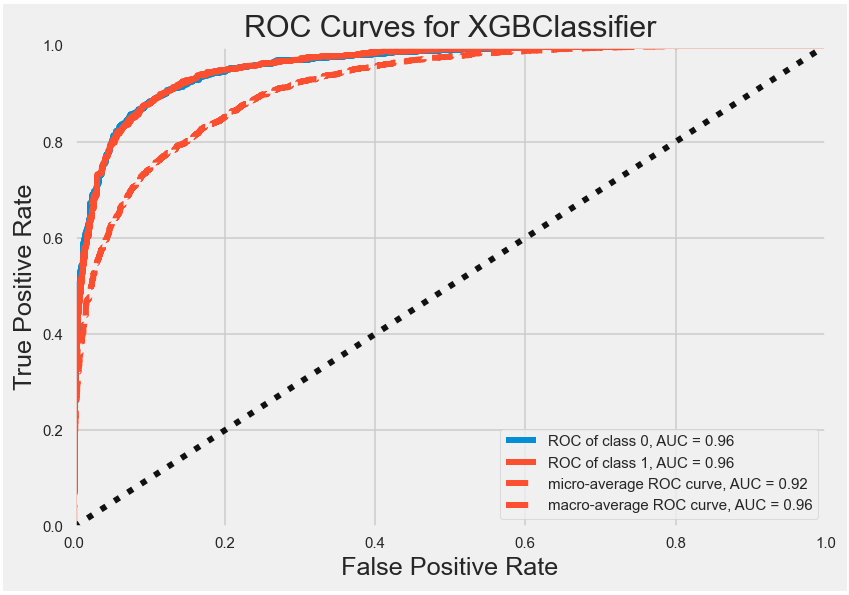 ROC Curves for XGBClassifier
1.0
0.8
0.6
0.4
0.2
0.0
True Positive Rate
ROC of class 0, AUC = 0.96
ROC of class 1, AUC = 0.96
micro-average ROC curve, AUC = 0.92
macro-average ROC curve, AUC = 0.96
0.0 0.2 0.4 0.6 0.8 1.0
False Positive Rate